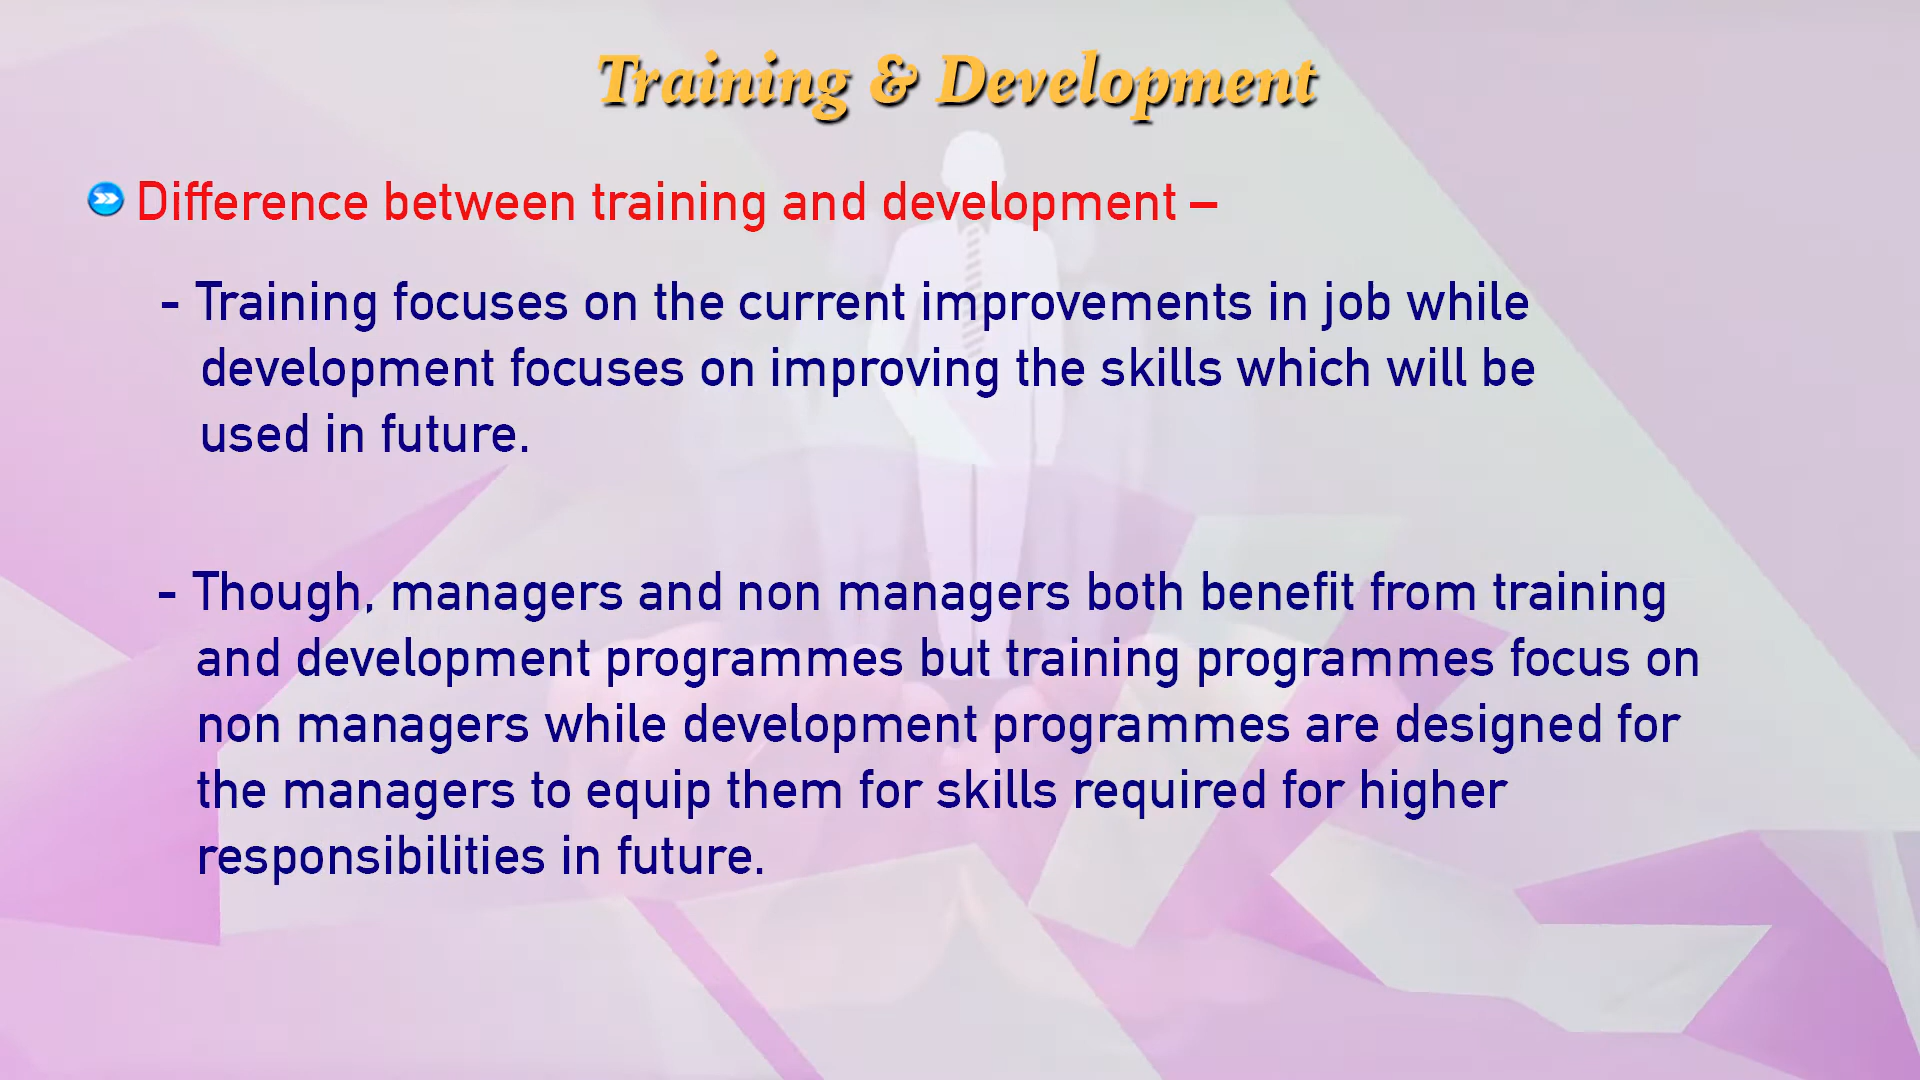 Training & Development
Difference between training and development –
- Training focuses on the current improvements in job while
development focuses on improving the skills which will be
used in future.
- Though, managers and non managers both benefit from training
and development programmes but training programmes focus on
non managers while development programmes are designed for
the managers to equip them for skills required for higher
responsibilities in future.